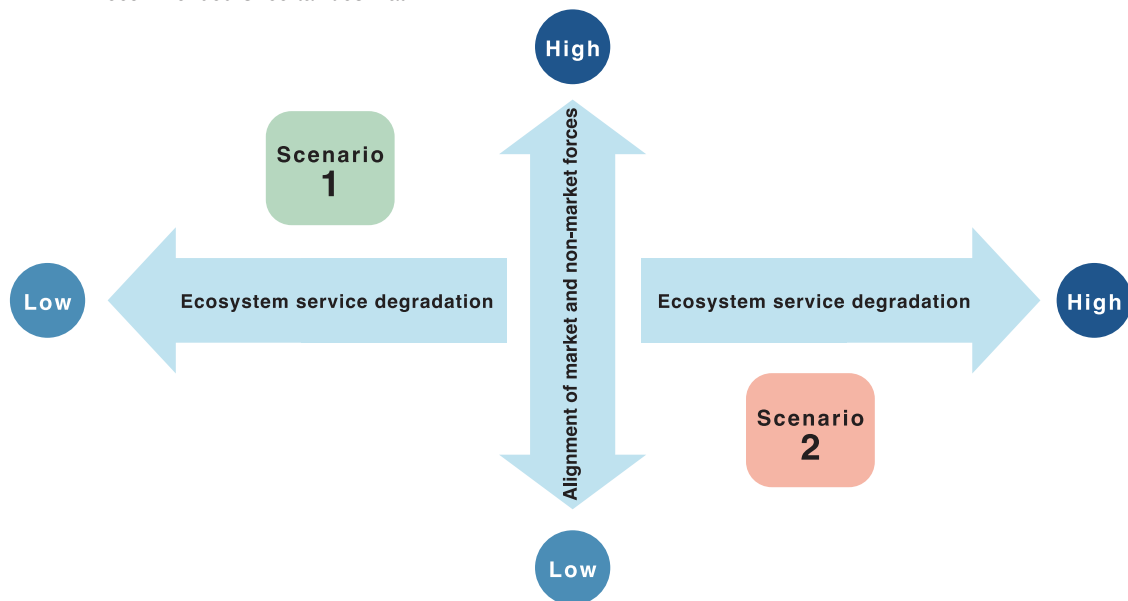 High
Scenario
1
Alignment of market and non-market forces
Low
Ecosystem service degradation
Ecosystem service degradation
High
Scenario
2
Low